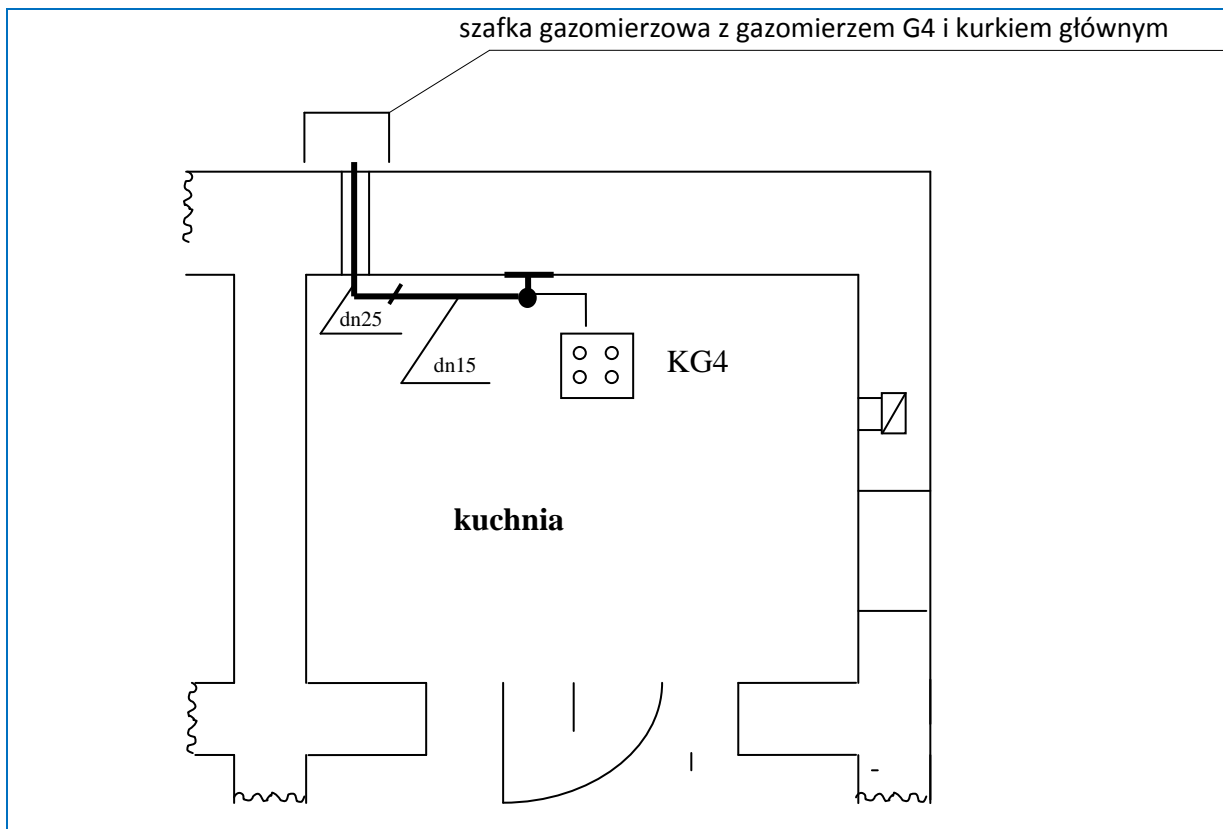 szafka gazomierzowa z gazomierzem G4 i kurkiem głównym
dn25
dn15
KG4
kuchnia